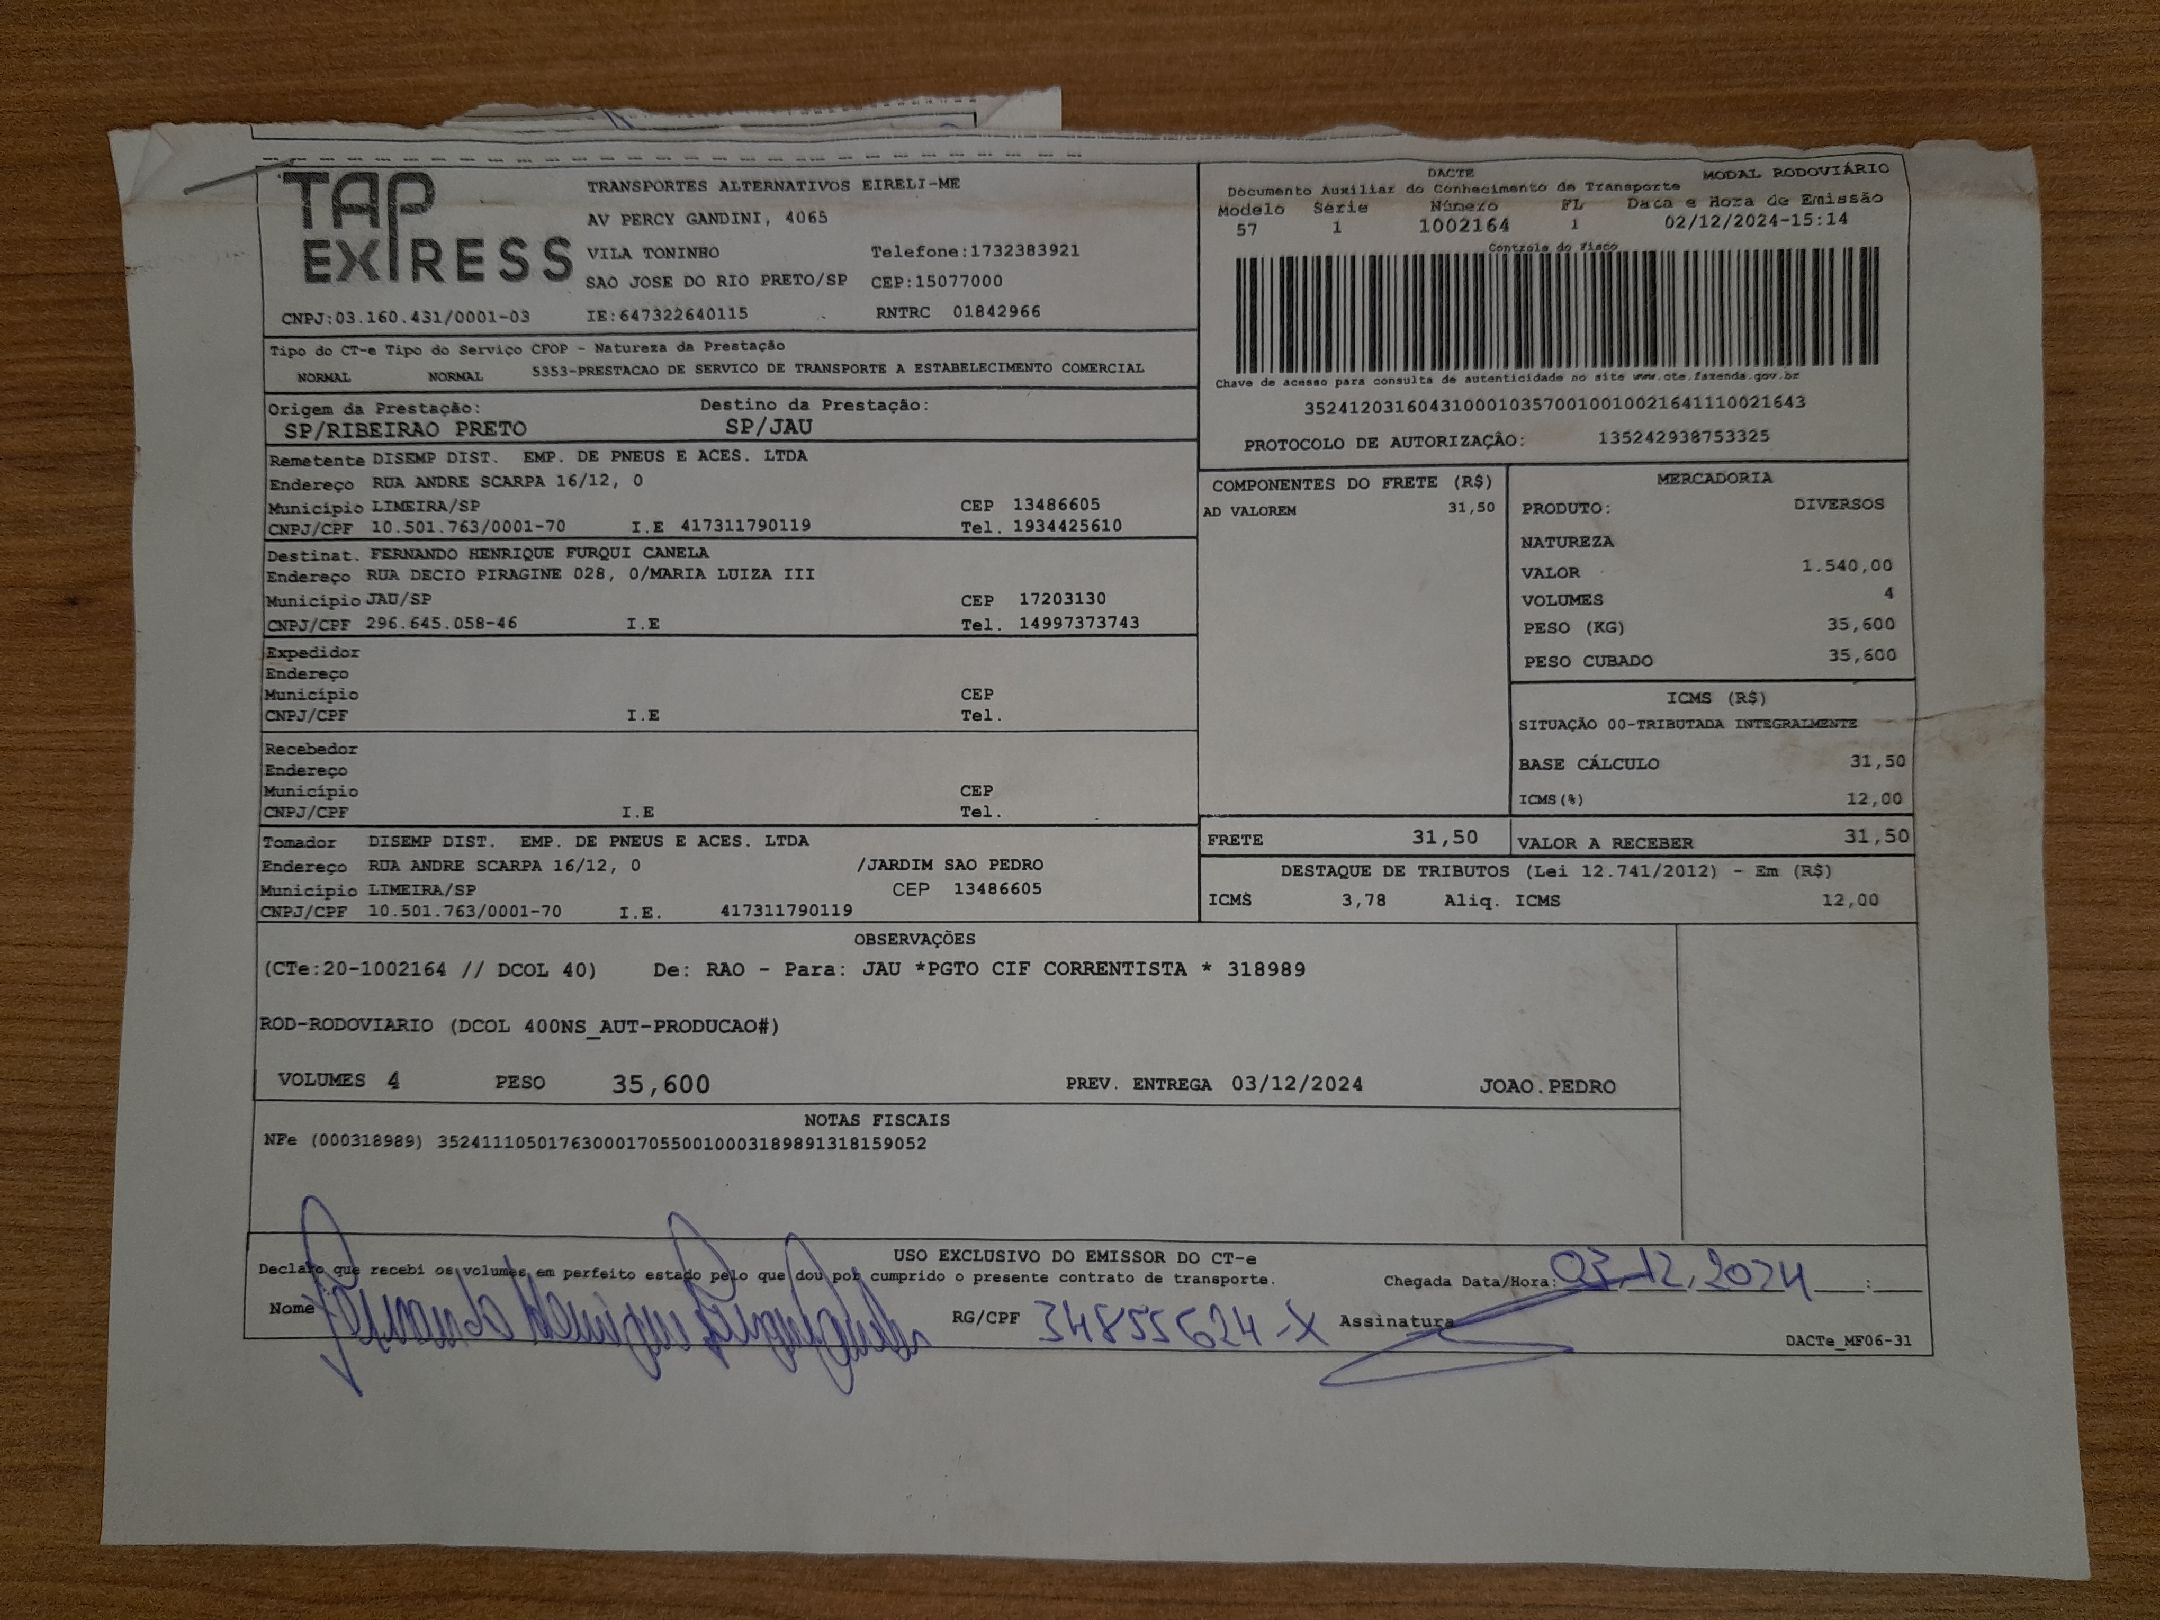 TAP EXPRESS
TRANSPORTES ALTERNATIVOS EIRELI-ME
AV PERCY GANDINI, 4065
VILA TONINHO Telefone:1732383921
SAO JOSE DO RIO PRETO/SP CEP:15077000
CNPJ:03.160.431/0001-03 IE:647322640115 RNTRC 01842966
DACTE MODAL RODOVIÁRIO
Documento Auxiliar do Conhecimento de Transporte
Modelo Série Número FL Data e Hora de Emissão
57 1 1002164 1 02/12/2024-15:14
Controle do Fisco
Chave de acesso para consulta de autenticidade no site www.cte.fazenda.gov.br
35241203160431000103570010010021641110021643
PROTOCOLO DE AUTORIZAÇÃO: 135242938753325
Tipo do CT-e Tipo do Serviço CFOP - Natureza da Prestação
NORMAL NORMAL 5353-PRESTACAO DE SERVICO DE TRANSPORTE A ESTABELECIMENTO COMERCIAL
Origem da Prestação: Destino da Prestação:
SP/RIBEIRAO PRETO SP/JAU
Remetente DISEMP DIST. EMP. DE PNEUS E ACES. LTDA
Endereço RUA ANDRE SCARPA 16/12, 0
Município LIMEIRA/SP CEP 13486605
CNPJ/CPF 10.501.763/0001-70 I.E 417311790119 Tel. 1934425610
Destinat. FERNANDO HENRIQUE FURQUI CANELA
Endereço RUA DECIO PIRAGINE 028, 0/MARIA LUIZA III
Município JAU/SP CEP 17203130
CNPJ/CPF 296.645.058-46 I.E Tel. 14997373743
Expedidor
Endereço
Município CEP
CNPJ/CPF I.E Tel.
Recebedor
Endereço
Município CEP
CNPJ/CPF I.E Tel.
Tomador DISEMP DIST. EMP. DE PNEUS E ACES. LTDA
Endereço RUA ANDRE SCARPA 16/12, 0 /JARDIM SAO PEDRO
Município LIMEIRA/SP CEP 13486605
CNPJ/CPF 10.501.763/0001-70 I.E. 417311790119
COMPONENTES DO FRETE (R$)
AD VALOREM 31,50
MERCADORIA
PRODUTO: DIVERSOS
NATUREZA
VALOR 1.540,00
VOLUMES 4
PESO (KG) 35,600
PESO CUBADO 35,600
ICMS (R$)
SITUAÇÃO 00-TRIBUTADA INTEGRALMENTE
BASE CÁLCULO 31,50
ICMS(%) 12,00
FRETE 31,50 VALOR A RECEBER 31,50
DESTAQUE DE TRIBUTOS (Lei 12.741/2012) - Em (R$)
ICMS 3,78 Aliq. ICMS 12,00
OBSERVAÇÕES
(CTe:20-1002164 // DCOL 40) De: RAO - Para: JAU *PGTO CIF CORRENTISTA * 318989
ROD-RODOVIARIO (DCOL 400NS_AUT-PRODUCAO#)
VOLUMES 4 PESO 35,600 PREV. ENTREGA 03/12/2024 JOAO.PEDRO
NOTAS FISCAIS
NFe (000318989) 35241110501763000170550010003189891318159052
USO EXCLUSIVO DO EMISSOR DO CT-e
Declaro que recebi os volumes em perfeito estado pelo que dou por cumprido o presente contrato de transporte. Chegada Data/Hora: 03.12.2024 :
Nome RG/CPF 34855624-X Assinatura
DACTe_MF06-31